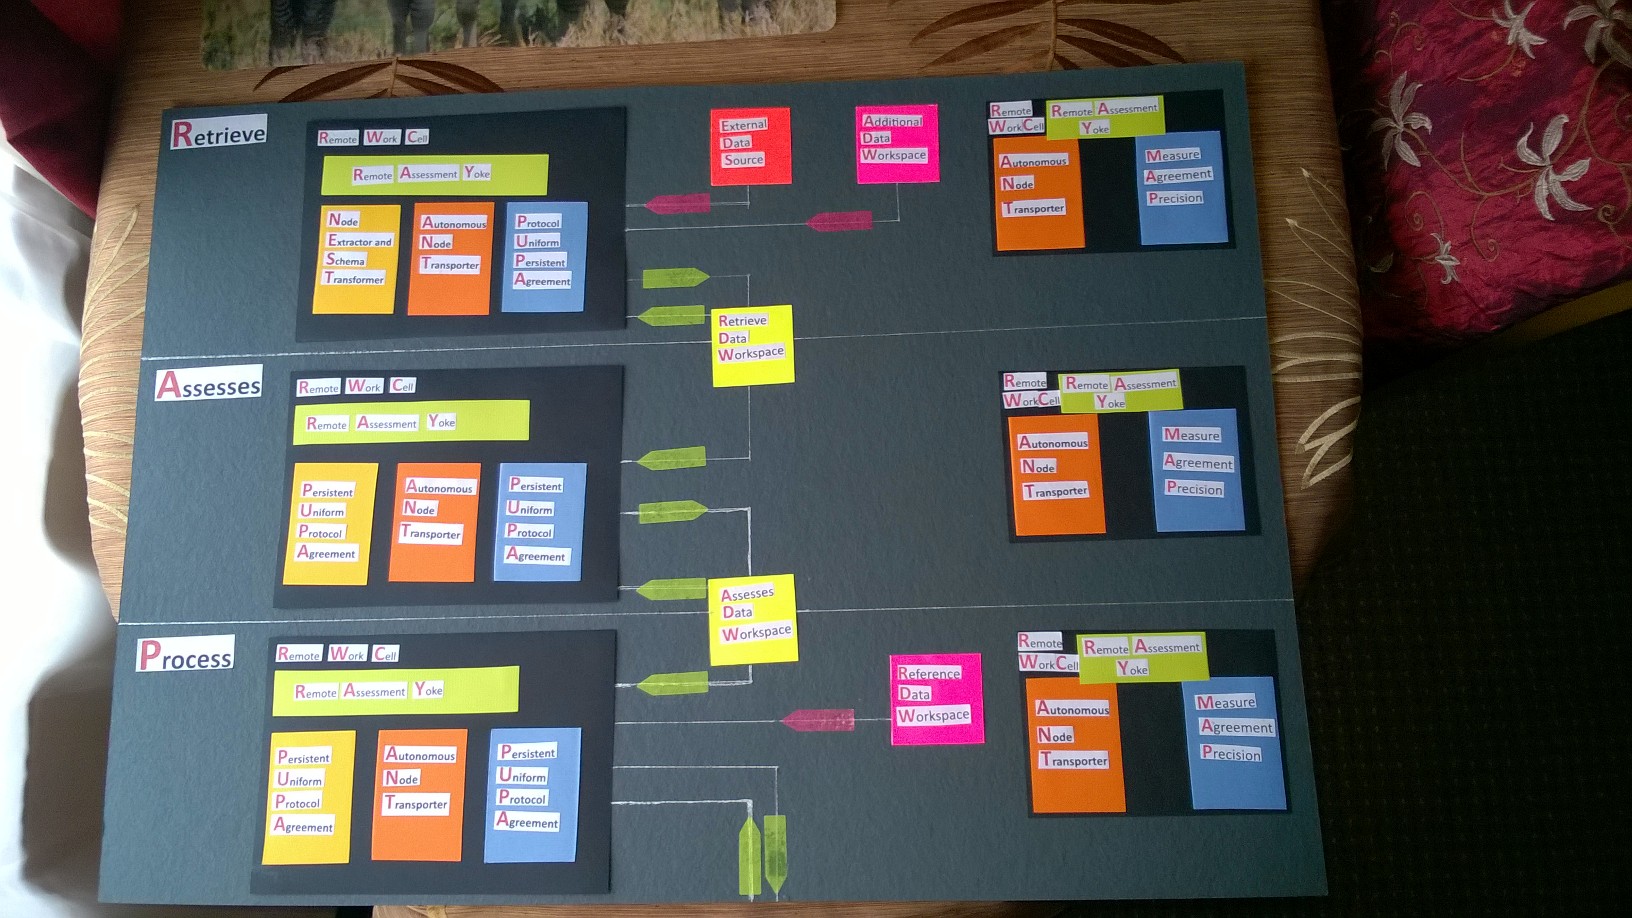 Retrieve
Remote Work Cell
Remote Assessment Yoke
Node
Extractor and
Schema
Transformer
Autonomous
Node
Transporter
Protocol
Uniform
Persistent
Agreement
External
Data
Source
Additional
Data
Workspace
Remote
WorkCell
Remote Assessment
Yoke
Autonomous
Node
Transporter
Measure
Agreement
Precision
Retrieve
Data
Workspace
Assesses
Remote Work Cell
Remote Assessment Yoke
Persistent
Uniform
Protocol
Agreement
Autonomous
Node
Transporter
Persistent
Uniform
Protocol
Agreement
Remote
WorkCell
Remote Assessment
Yoke
Autonomous
Node
Transporter
Measure
Agreement
Precision
Assesses
Data
Workspace
Process
Remote Work Cell
Remote Assessment Yoke
Persistent
Uniform
Protocol
Agreement
Autonomous
Node
Transporter
Persistent
Uniform
Protocol
Agreement
Reference
Data
Workspace
Remote
WorkCell
Remote Assessment
Yoke
Autonomous
Node
Transporter
Measure
Agreement
Precision